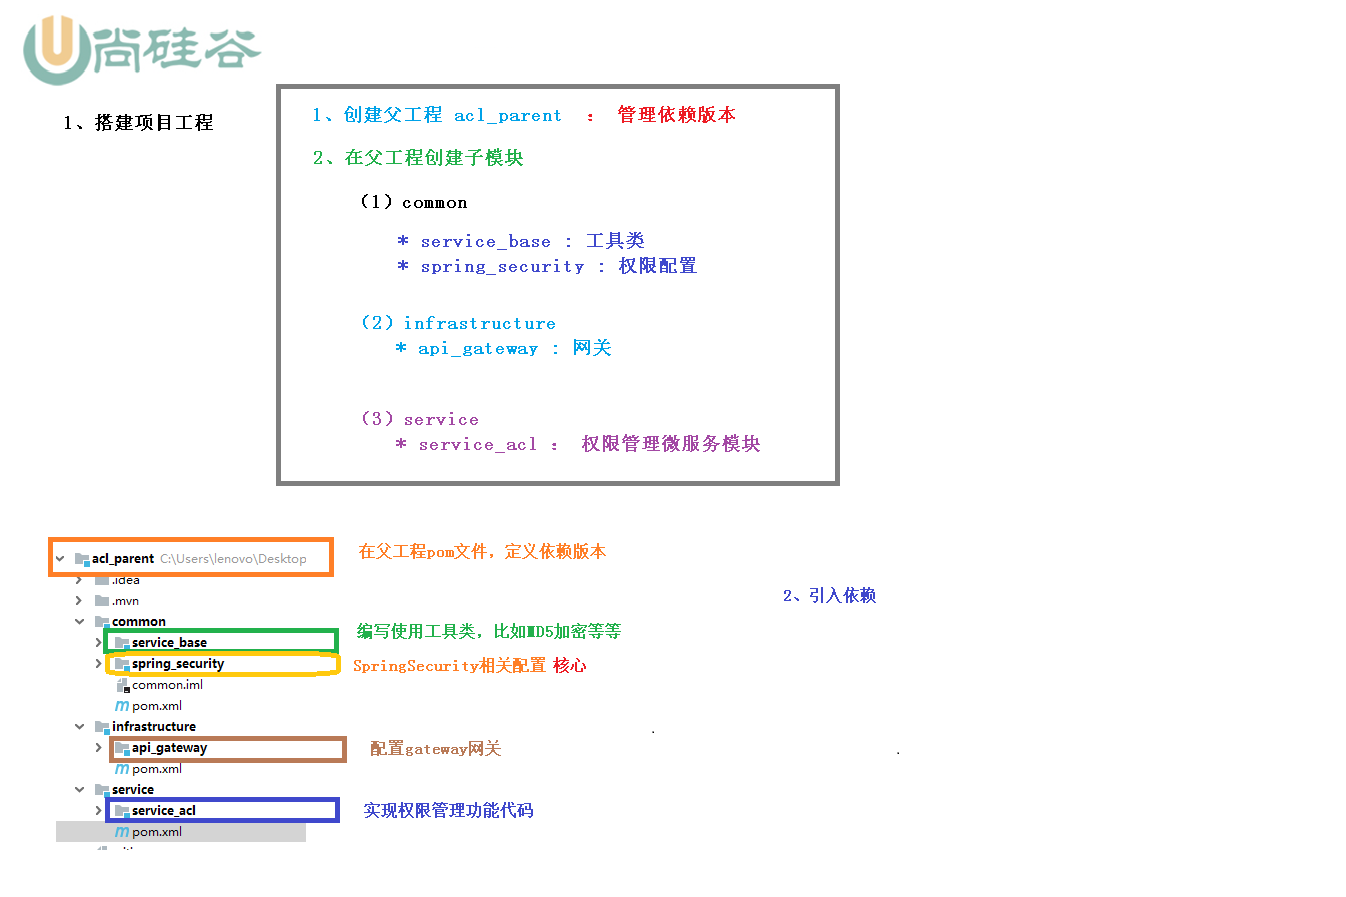 尚硅谷
1、搭建项目工程
1、创建父工程 acl_parent ： 管理依赖版本
2、在父工程创建子模块
（1）common
* service_base : 工具类
* spring_security : 权限配置
（2）infrastructure
* api_gateway : 网关
（3）service
* service_acl : 权限管理微服务模块
acl_parent C:\Users\lenovo\Desktop 在父工程pom文件，定义依赖版本
.idea
2、引入依赖
.mvn
common
service_base 编写使用工具类，比如MD5加密等等
spring_security SpringSecurity相关配置 核心
common.iml
pom.xml
infrastructure
api_gateway 配置gateway网关
pom.xml
service
service_acl 实现权限管理功能代码
pom.xml